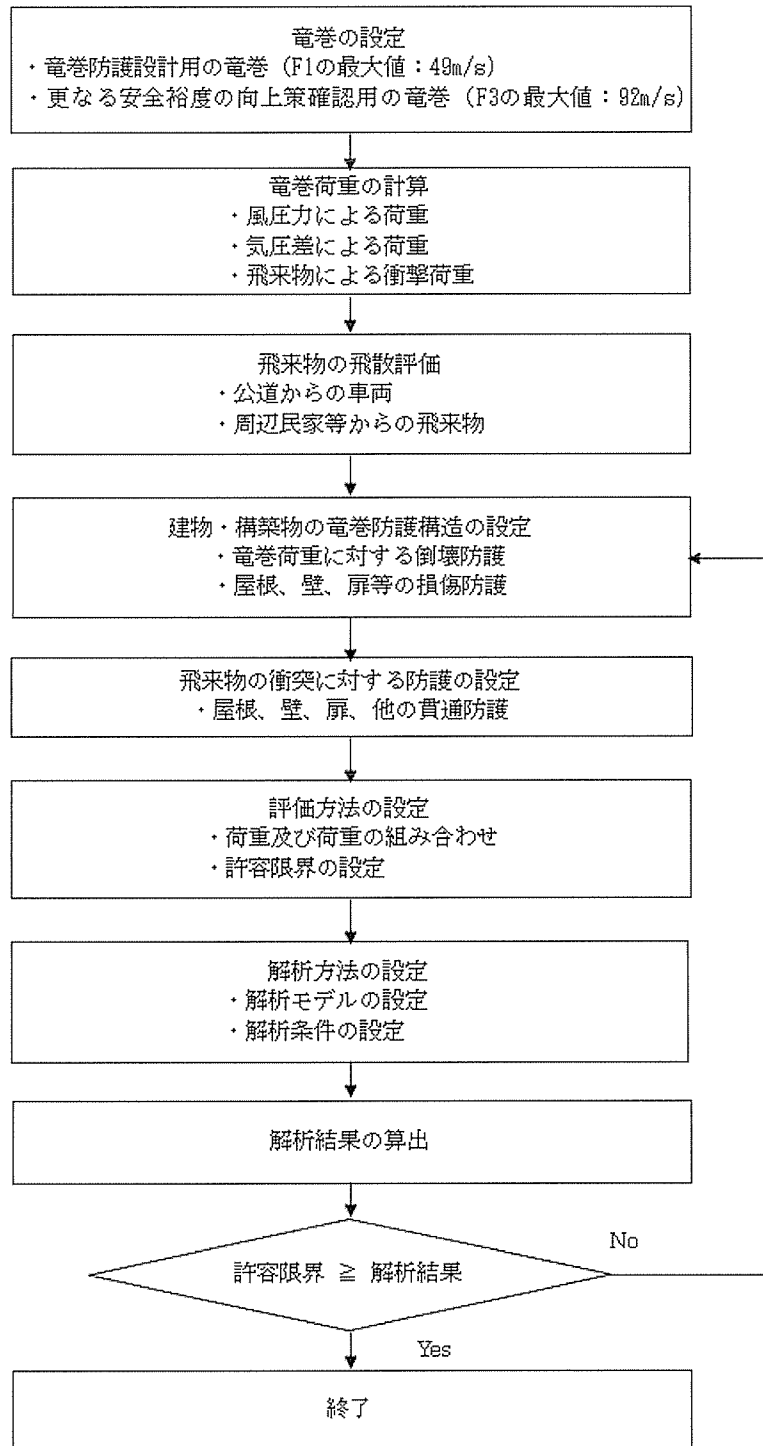 竜巻の設定
・竜巻防護設計用の竜巻 (F1の最大値：49m/s)
・更なる安全裕度の向上策確認用の竜巻 (F3の最大値：92m/s)
竜巻荷重の計算
・風圧力による荷重
・気圧差による荷重
・飛来物による衝撃荷重
飛来物の飛散評価
・公道からの車両
・周辺民家等からの飛来物
建物・構築物の竜巻防護構造の設定
・竜巻荷重に対する倒壊防護
・屋根、壁、扉等の損傷防護
飛来物の衝突に対する防護の設定
・屋根、壁、扉、他の貫通防護
評価方法の設定
・荷重及び荷重の組み合わせ
・許容限界の設定
解析方法の設定
・解析モデルの設定
・解析条件の設定
解析結果の算出
許容限界 ≧ 解析結果
No
Yes
終了